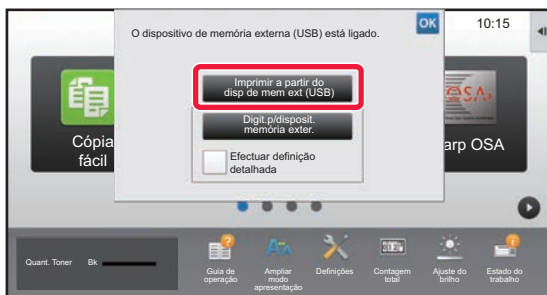 O dispositivo de memória externa (USB) está ligado.
OK
10:15
Imprimir a partir do
disp de mem ext (USB)
Digit.p/disposit.
memória exter.
Efectuar definição
detalhada
Cópia
fácil
OSA
arp OSA
Quant. Toner
Bk
Guia de
operação
Ampliar
modo
apresentação
Definições
Contagem
total
Ajuste do
brilho
Estado do
trabalho